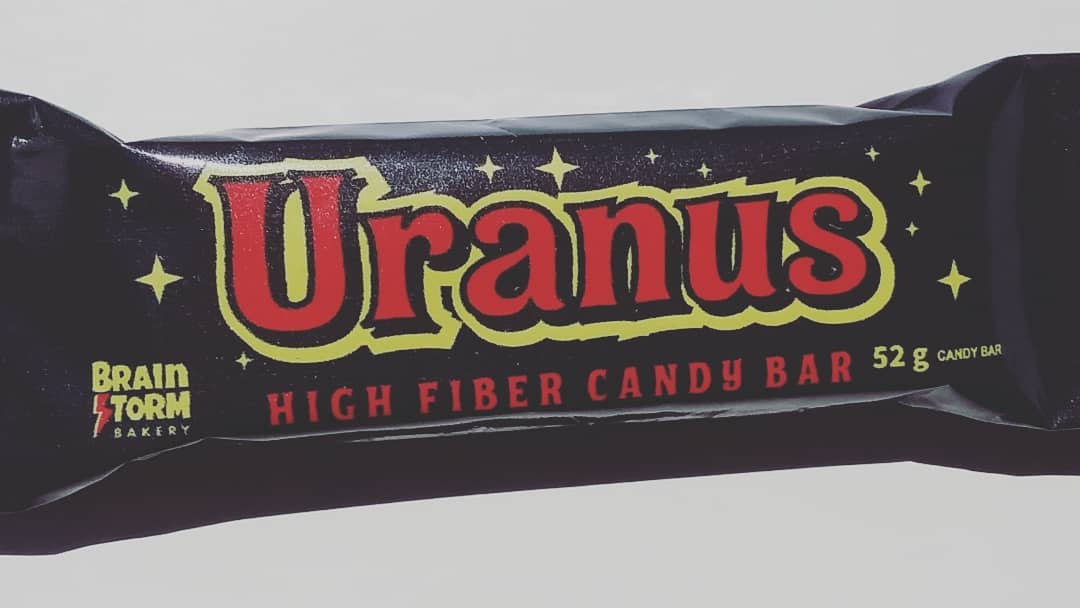 Uranus
HIGH FIBER CANDY BAR
52 g CANDY BAR
BRAIN
STORM
BAKERY